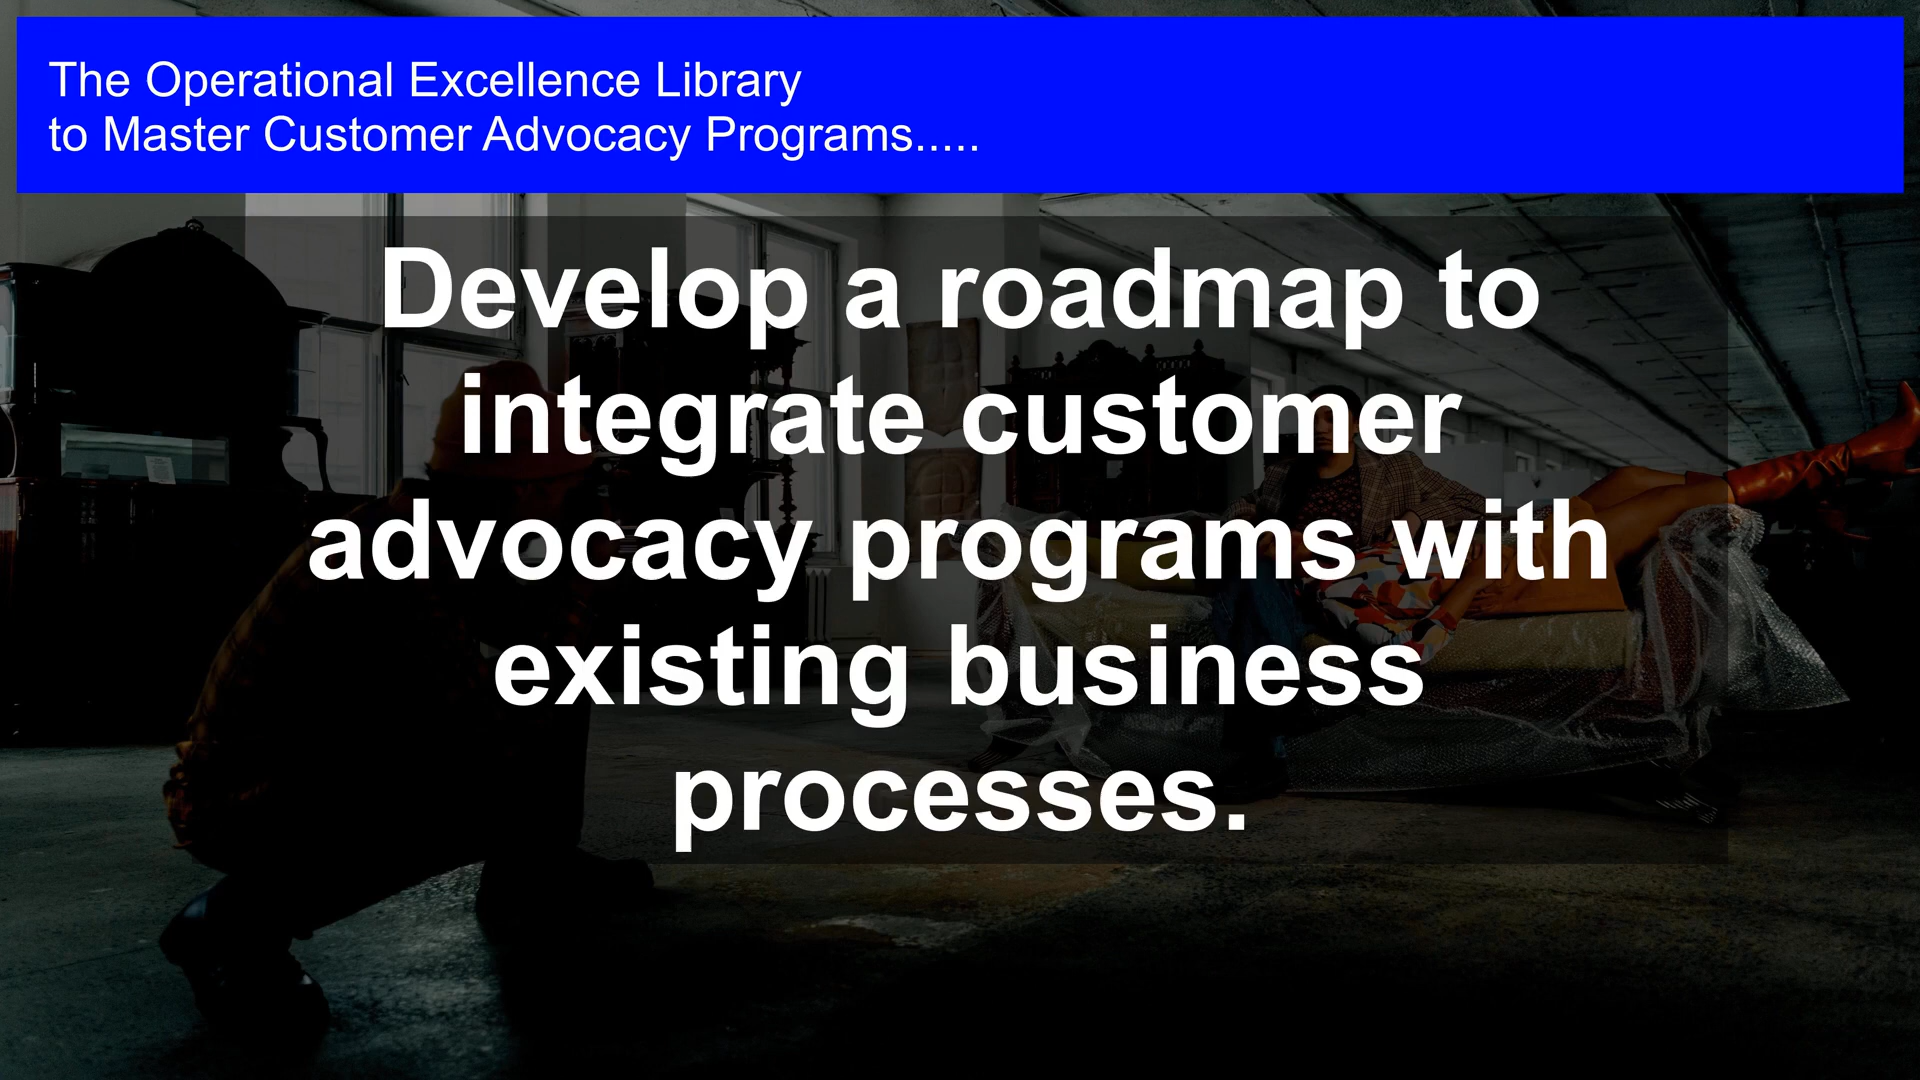 The Operational Excellence Library
to Master Customer Advocacy Programs.....
Develop a roadmap to
integrate customer
advocacy programs with
existing business
processes.